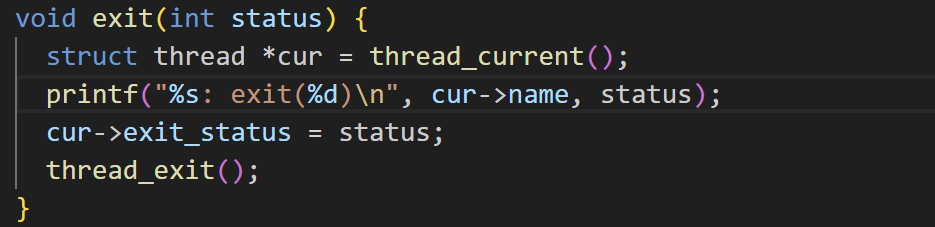 void exit(int status) {
  struct thread *cur = thread_current();
  printf("%s: exit(%d)\n", cur->name, status);
  cur->exit_status = status;
  thread_exit();
}